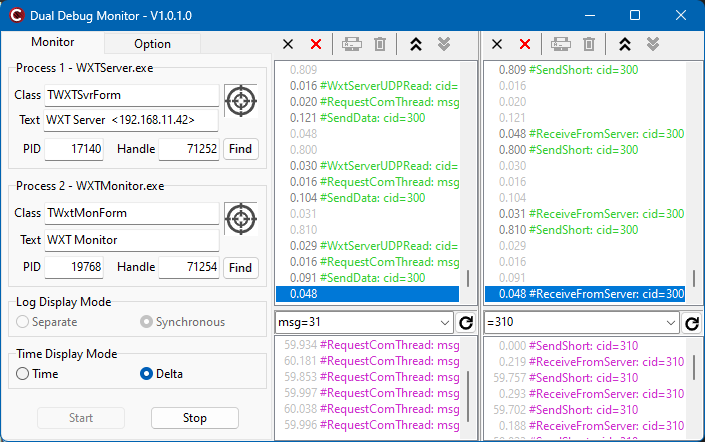 Dual Debug Monitor - V1.0.1.0
Monitor
Option
Process 1 - WXTServer.exe
Class
TWXTSvrForm
Text
WXT Server <192.168.11.42>
PID
17140
Handle
71252
Find
Process 2 - WXTMonitor.exe
Class
TWxtMonForm
Text
WXT Monitor
PID
19768
Handle
71254
Find
Log Display Mode
Separate
Synchronous
Time Display Mode
Time
Delta
Start
Stop
0.809
0.016 #WxtServerUDPRead: cid=
0.020 #RequestComThread: msg
0.121 #SendData: cid=300
0.048
0.800
0.030 #WxtServerUDPRead: cid=
0.016 #RequestComThread: msg
0.104 #SendData: cid=300
0.031
0.810
0.029 #WxtServerUDPRead: cid=
0.016 #RequestComThread: msg
0.091 #SendData: cid=300
0.048
msg=31
59.934 #RequestComThread: msg
60.181 #RequestComThread: msg
59.853 #RequestComThread: msg
59.997 #RequestComThread: msg
60.038 #RequestComThread: msg
59.996 #RequestComThread: msg
0.809 #SendShort: cid=300
0.016
0.020
0.121
0.048 #ReceiveFromServer: cid=300
0.800 #SendShort: cid=300
0.030
0.016
0.104
0.031 #ReceiveFromServer: cid=300
0.810 #SendShort: cid=300
0.029
0.016
0.091
0.048 #ReceiveFromServer: cid=300
=310
0.000 #SendShort: cid=310
0.219 #ReceiveFromServer: cid=310
59.757 #SendShort: cid=310
0.293 #ReceiveFromServer: cid=310
59.702 #SendShort: cid=310
0.188 #ReceiveFromServer: cid=310